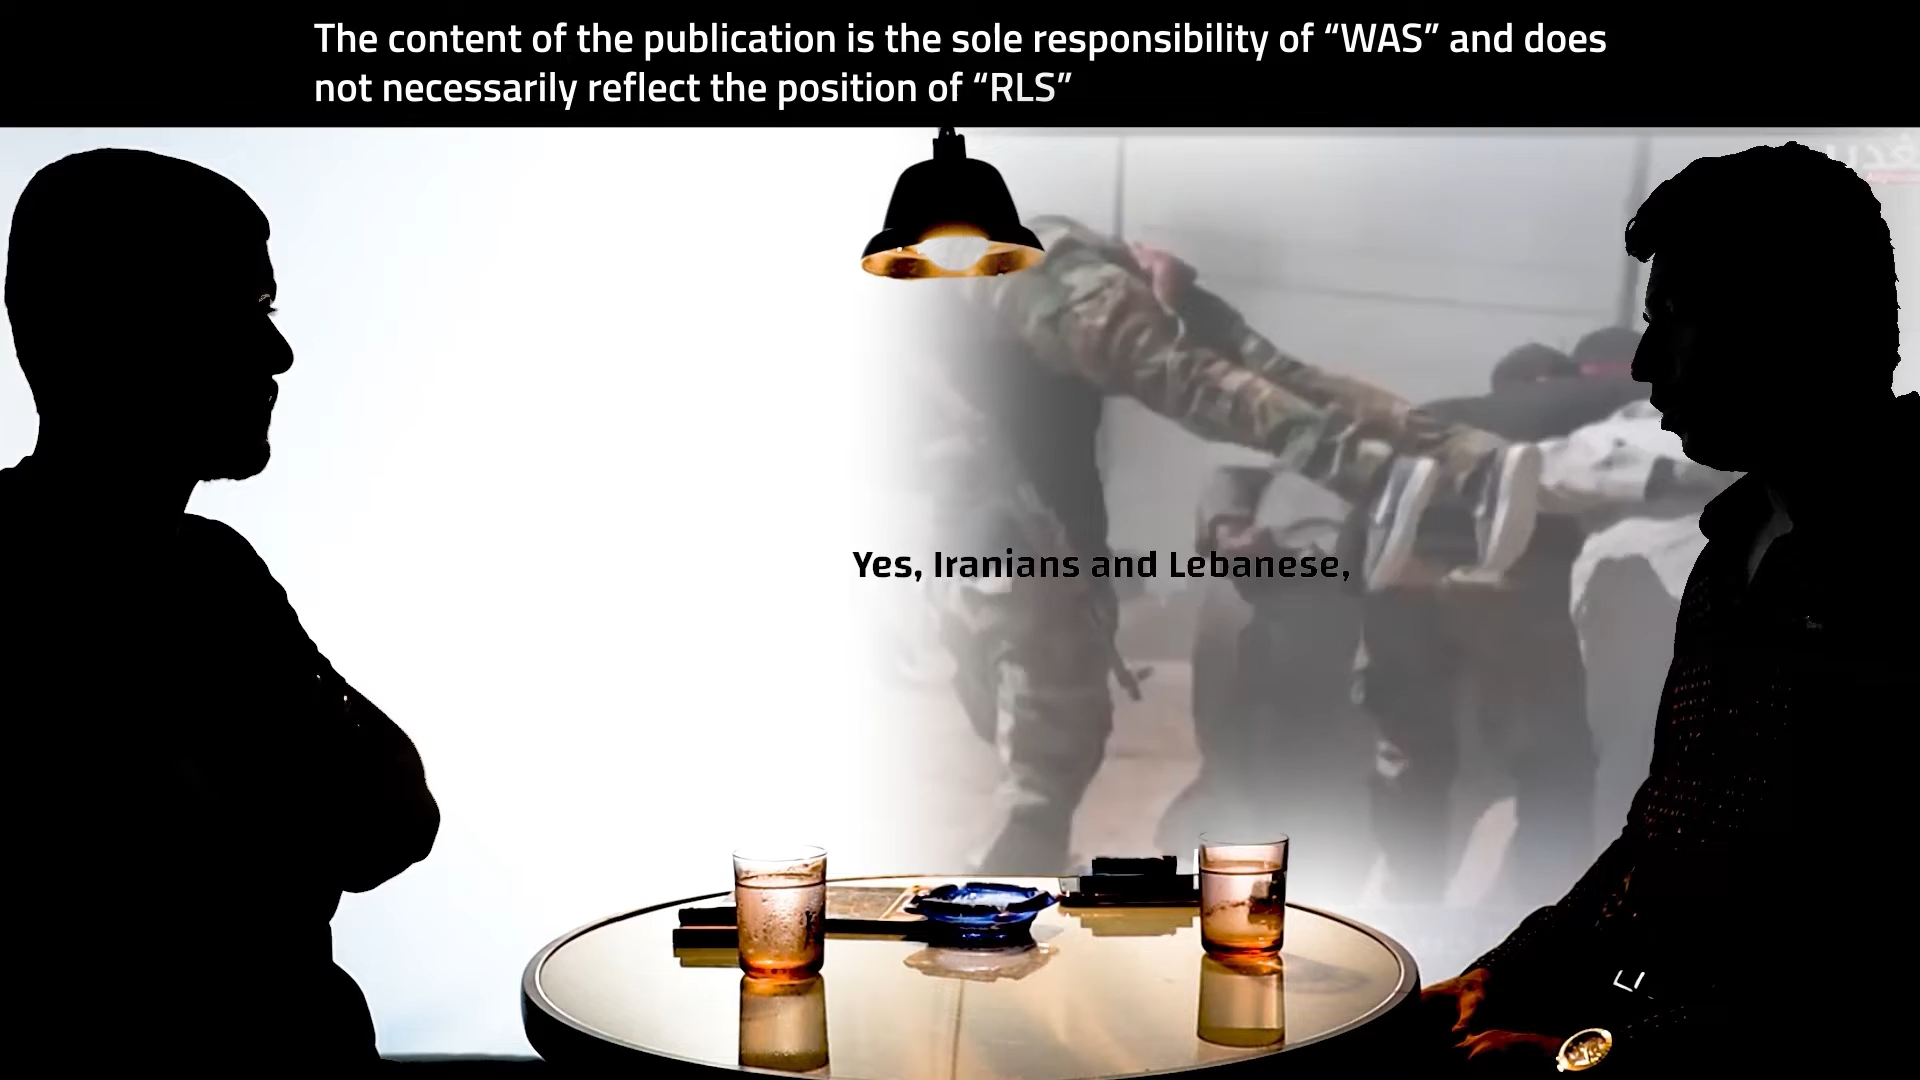 The content of the publication is the sole responsibility of “WAS” and does
not necessarily reflect the position of “RLS”
Yes, Iranians and Lebanese,